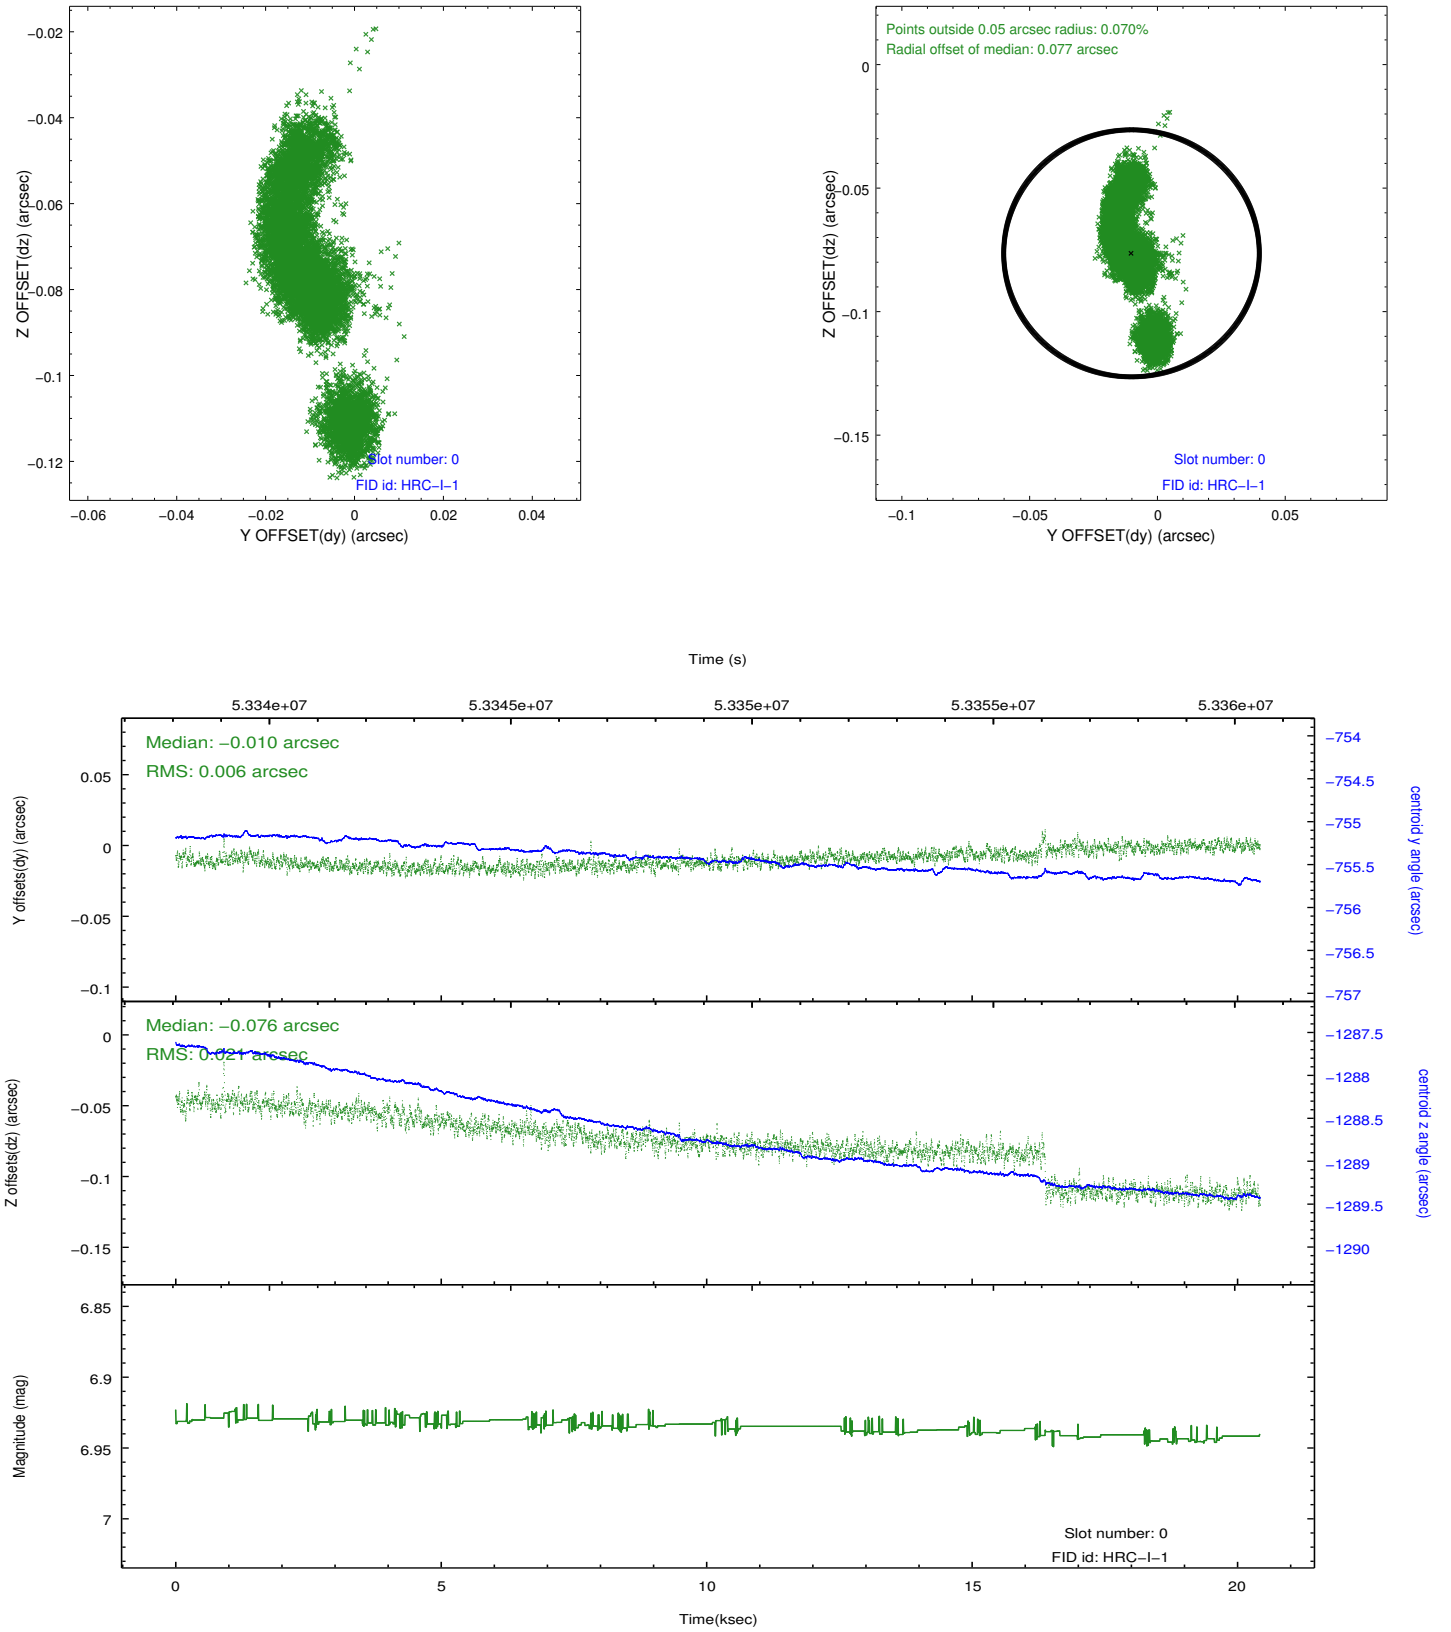 −0.02
−0.04
−0.06
−0.08
−0.1
−0.12
Z OFFSET(dz) (arcsec)
Slot number: 0
FID id: HRC−I−1
−0.06 −0.04 −0.02 0 0.02 0.04
Y OFFSET(dy) (arcsec)
Points outside 0.05 arcsec radius: 0.070%
Radial offset of median: 0.077 arcsec
0
−0.05
−0.1
−0.15
Z OFFSET(dz) (arcsec)
Slot number: 0
FID id: HRC−I−1
−0.1 −0.05 0 0.05
Y OFFSET(dy) (arcsec)
Time (s)
5.334e+07 5.3345e+07 5.335e+07 5.3355e+07 5.336e+07
Median: −0.010 arcsec
RMS: 0.006 arcsec
0.05
0
−0.05
−0.1
Y offsets(dy) (arcsec)
−754
−754.5
−755
−755.5
−756
−756.5
−757
centroid y angle (arcsec)
Median: −0.076 arcsec
RMS: 0.021 arcsec
0
−0.05
−0.1
−0.15
Z offsets(dz) (arcsec)
−1287.5
−1288
−1288.5
−1289
−1289.5
−1290
centroid z angle (arcsec)
6.85
6.9
6.95
7
Magnitude (mag)
Slot number: 0
FID id: HRC−I−1
0 5 10 15 20
Time(ksec)